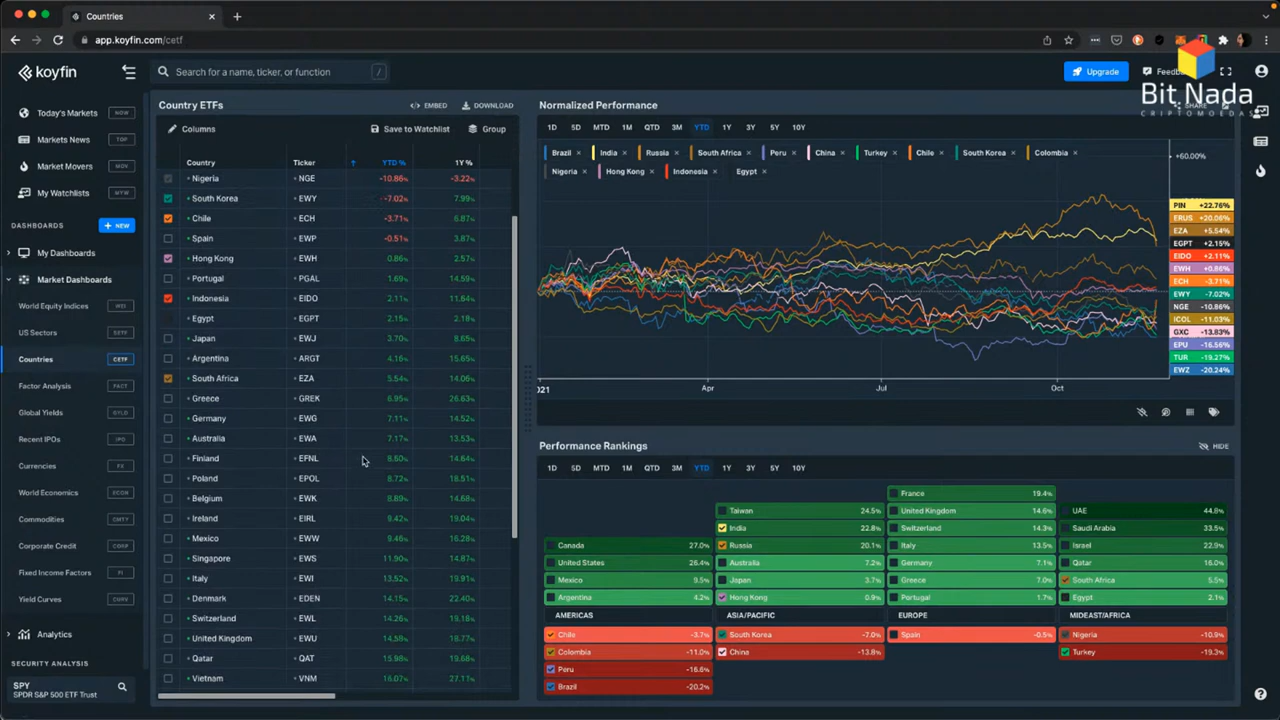 Countries
app.koyfin.com/cetf
koyfin
Search for a name, ticker, or function /
Upgrade
Bit Nada
CRIPTOMOEDAS
Today's Markets NOW
Markets News TOP
Market Movers MOV
My Watchlists MYW
DASHBOARDS + NEW
My Dashboards
Market Dashboards
World Equity Indices WEI
US Sectors
Countries CETF
Factor Analysis FACT
Global Yields GYLD
Recent IPOs IPO
Currencies FX
World Economics ECON
Commodities CMTY
Corporate Credit CORP
Fixed Income Factors FI
Yield Curves CURV
Analytics
SECURITY ANALYSIS
SPY
SPDR S&P 500 ETF Trust
Country ETFs
EMBED DOWNLOAD
Columns Save to Watchlist Group
Country Ticker YTD % 1Y %
Nigeria NGE -10.86% -3.22%
South Korea EWY -7.02% 7.99%
Chile ECH -3.71% 6.87%
Spain EWP -0.51% 3.87%
Hong Kong EWH 0.86% 2.57%
Portugal PGAL 1.69% 14.59%
Indonesia EIDO 2.11% 11.64%
Egypt EGPT 2.15% 2.18%
Japan EWJ 3.70% 8.65%
Argentina ARGT 4.16% 15.65%
South Africa EZA 5.54% 14.06%
Greece GREK 6.95% 26.63%
Germany EWG 7.11% 14.52%
Australia EWA 7.17% 13.53%
Finland EFNL 8.50% 14.64%
Poland EPOL 8.72% 18.51%
Belgium EWK 8.89% 14.68%
Ireland EIRL 9.42% 19.04%
Mexico EWW 9.46% 16.28%
Singapore EWS 11.90% 14.87%
Italy EWI 13.52% 19.91%
Denmark EDEN 14.15% 22.40%
Switzerland EWL 14.26% 19.18%
United Kingdom EWU 14.59% 18.77%
Qatar QAT 15.98% 19.68%
Vietnam VNM 16.07% 27.11%
Normalized Performance
SHARE
1D 5D MTD 1M QTD 3M YTD 1Y 3Y 5Y 10Y
Brazil × India × Russia × South Africa × Peru × China × Turkey × Chile × South Korea × Colombia ×
Nigeria × Hong Kong × Indonesia × Egypt ×
+60.00%
PIN +22.76%
ERUS +20.06%
EZA +5.54%
EGPT +2.15%
EIDO +2.11%
EWH +0.86%
ECH -3.71%
EWY -7.02%
NGE -10.86%
ICOL -11.03%
GXC -13.83%
EPU -16.56%
TUR -19.27%
EWZ -20.24%
2021 Apr Jul Oct
Performance Rankings
HIDE
1D 5D MTD 1M QTD 3M YTD 1Y 3Y 5Y 10Y
France 19.4%
Taiwan 24.5% United Kingdom 14.6% UAE 44.8%
India 22.8% Switzerland 14.3% Saudi Arabia 33.5%
Canada 27.0% Russia 20.1% Italy 13.5% Israel 22.9%
United States 26.4% Australia 7.2% Germany 7.1% Qatar 16.0%
Mexico 9.5% Japan 3.7% Greece 7.0% South Africa 5.5%
Argentina 4.2% Hong Kong 0.9% Portugal 1.7% Egypt 2.1%
AMERICAS ASIA/PACIFIC EUROPE MIDEAST/AFRICA
Chile -3.7% South Korea -7.0% Spain -0.5% Nigeria -10.9%
Colombia -11.0% China -13.8% Turkey -19.3%
Peru -16.6%
Brazil -20.2%